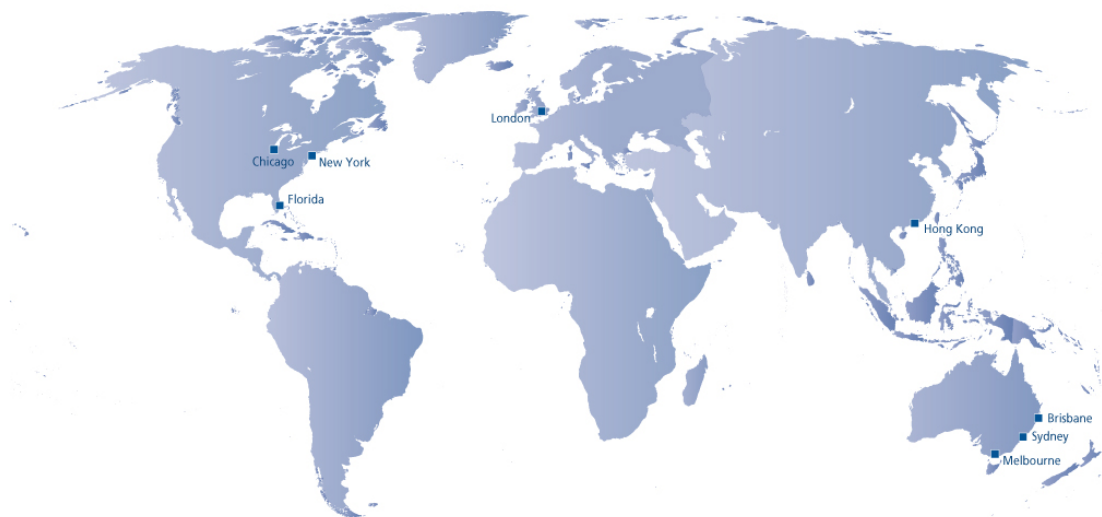 London
Chicago
New York
Florida
Hong Kong
Brisbane
Sydney
Melbourne